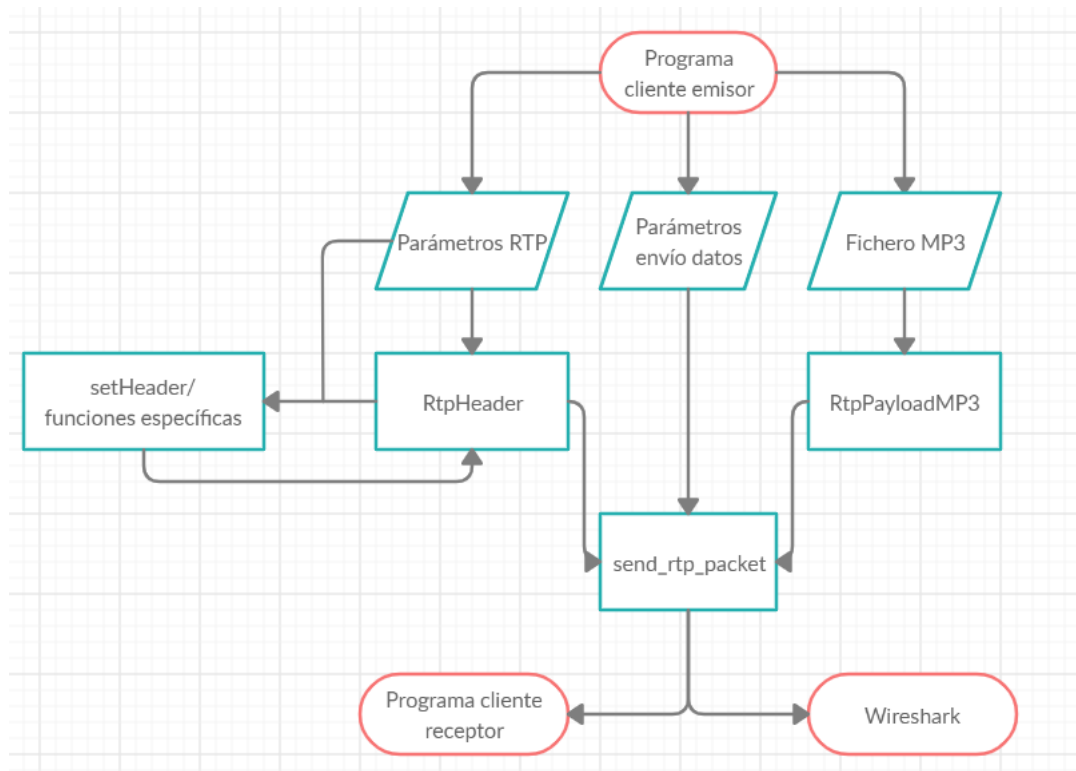 Programa
cliente emisor
Parámetros RTP
Parámetros
envío datos
Fichero MP3
setHeader/
funciones específicas
RtpHeader
RtpPayloadMP3
send_rtp_packet
Programa cliente
receptor
Wireshark